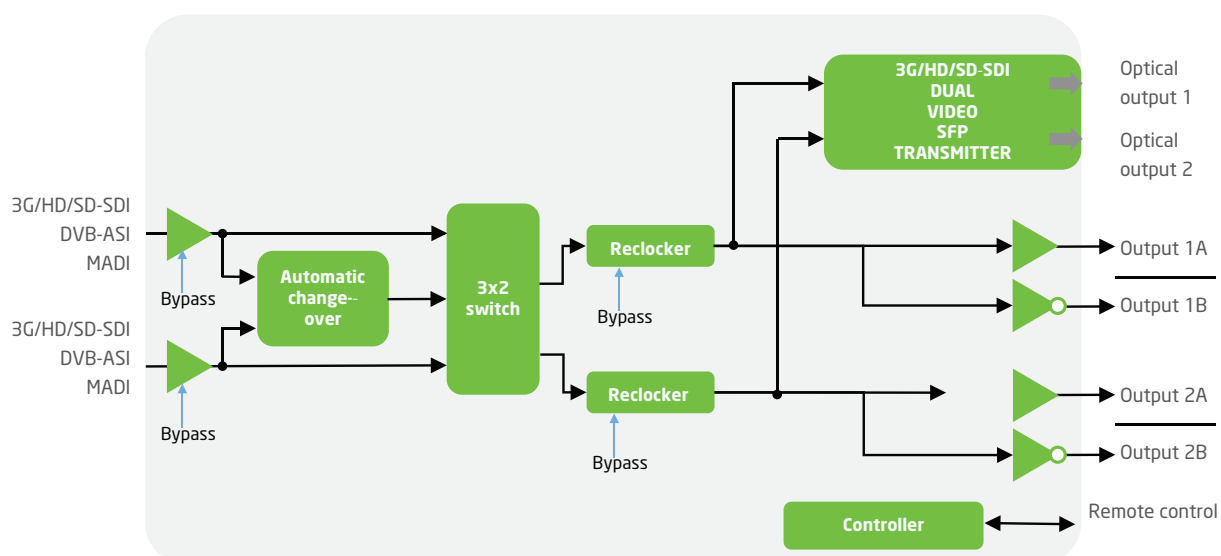 3G/HD/SD-SDI
DUAL
VIDEO
SFP
TRANSMITTER
Optical
output 1
Optical
output 2
3G/HD/SD-SDI
DVB-ASI
MADI
Bypass
Automatic
change--
over
3x2
switch
Reclocker
Bypass
Output 1A
Output 1B
3G/HD/SD-SDI
DVB-ASI
MADI
Bypass
Reclocker
Bypass
Output 2A
Output 2B
Controller
Remote control